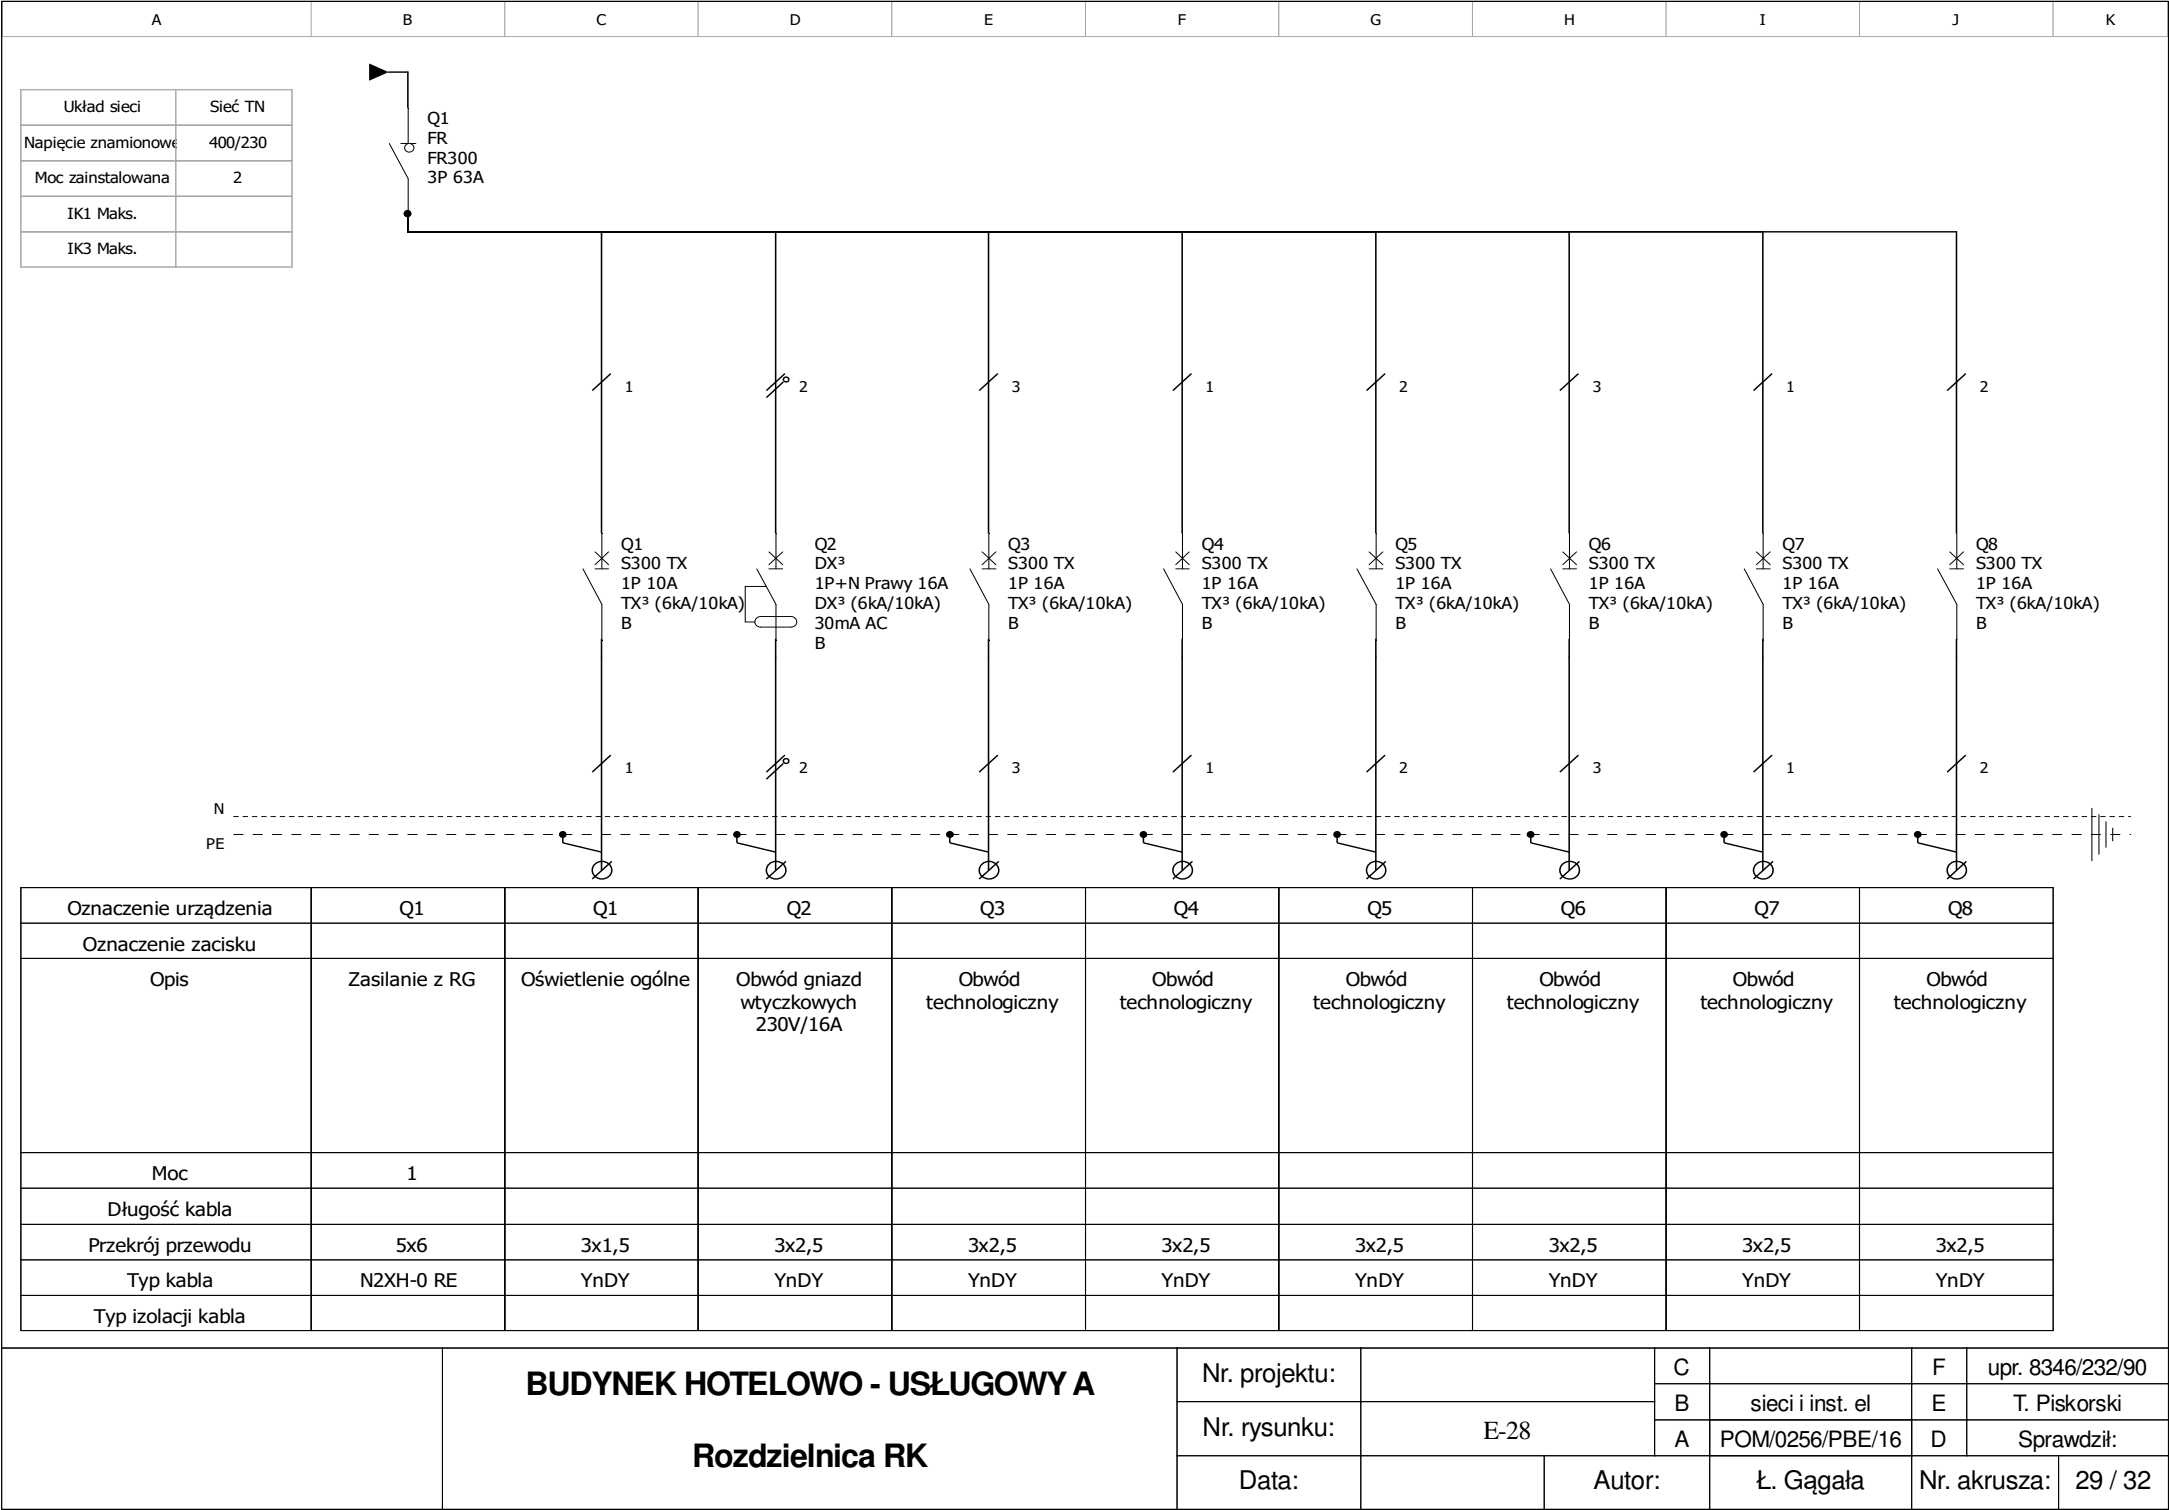 A B C D E F G H I J K
Układ sieci Sieć TN
Napięcie znamionowe 400/230
Moc zainstalowana 2
IK1 Maks.
IK3 Maks.
Q1
FR
FR300
3P 63A
1 2 3 1 2 3 1 2
Q1
S300 TX
1P 10A
TX³ (6kA/10kA)
B
Q2
DX³
1P+N Prawy 16A
DX³ (6kA/10kA)
30mA AC
B
Q3
S300 TX
1P 16A
TX³ (6kA/10kA)
B
Q4
S300 TX
1P 16A
TX³ (6kA/10kA)
B
Q5
S300 TX
1P 16A
TX³ (6kA/10kA)
B
Q6
S300 TX
1P 16A
TX³ (6kA/10kA)
B
Q7
S300 TX
1P 16A
TX³ (6kA/10kA)
B
Q8
S300 TX
1P 16A
TX³ (6kA/10kA)
B
1 2 3 1 2 3 1 2
N
PE
Oznaczenie urządzenia Q1 Q1 Q2 Q3 Q4 Q5 Q6 Q7 Q8
Oznaczenie zacisku
Opis Zasilanie z RG Oświetlenie ogólne Obwód gniazd Obwód Obwód Obwód Obwód Obwód Obwód
wtyczkowych technologiczny technologiczny technologiczny technologiczny technologiczny technologiczny
230V/16A
Moc 1
Długość kabla
Przekrój przewodu 5x6 3x1,5 3x2,5 3x2,5 3x2,5 3x2,5 3x2,5 3x2,5 3x2,5
Typ kabla N2XH-0 RE YnDY YnDY YnDY YnDY YnDY YnDY YnDY YnDY
Typ izolacji kabla
BUDYNEK HOTELOWO - USŁUGOWY A
Rozdzielnica RK
Nr. projektu:
Nr. rysunku: E-28
Data:
C F upr. 8346/232/90
B sieci i inst. el E T. Piskorski
A POM/0256/PBE/16 D Sprawdził:
Autor: Ł. Gągała Nr. akrusza: 29 / 32